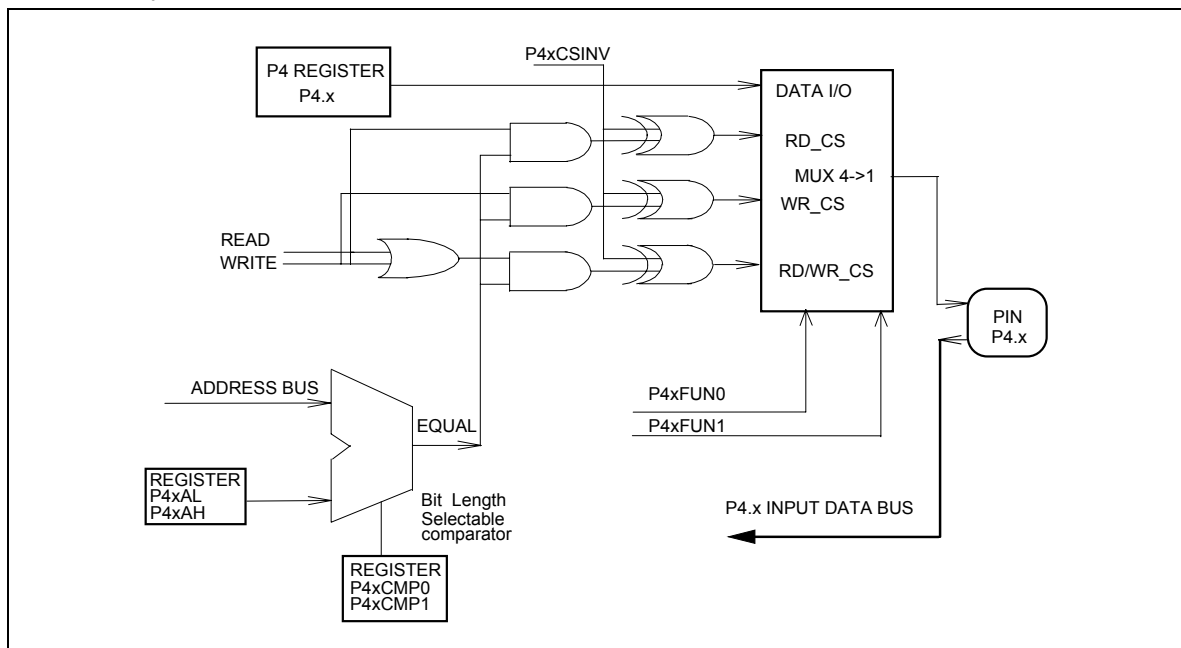 P4xCSINV
P4 REGISTER
P4.x
DATA I/O
RD_CS
MUX 4->1
WR_CS
RD/WR_CS
READ
WRITE
PIN
P4.x
ADDRESS BUS
EQUAL
P4xFUN0
P4xFUN1
REGISTER
P4xAL
P4xAH
Bit Length
Selectable
comparator
P4.x INPUT DATA BUS
REGISTER
P4xCMP0
P4xCMP1